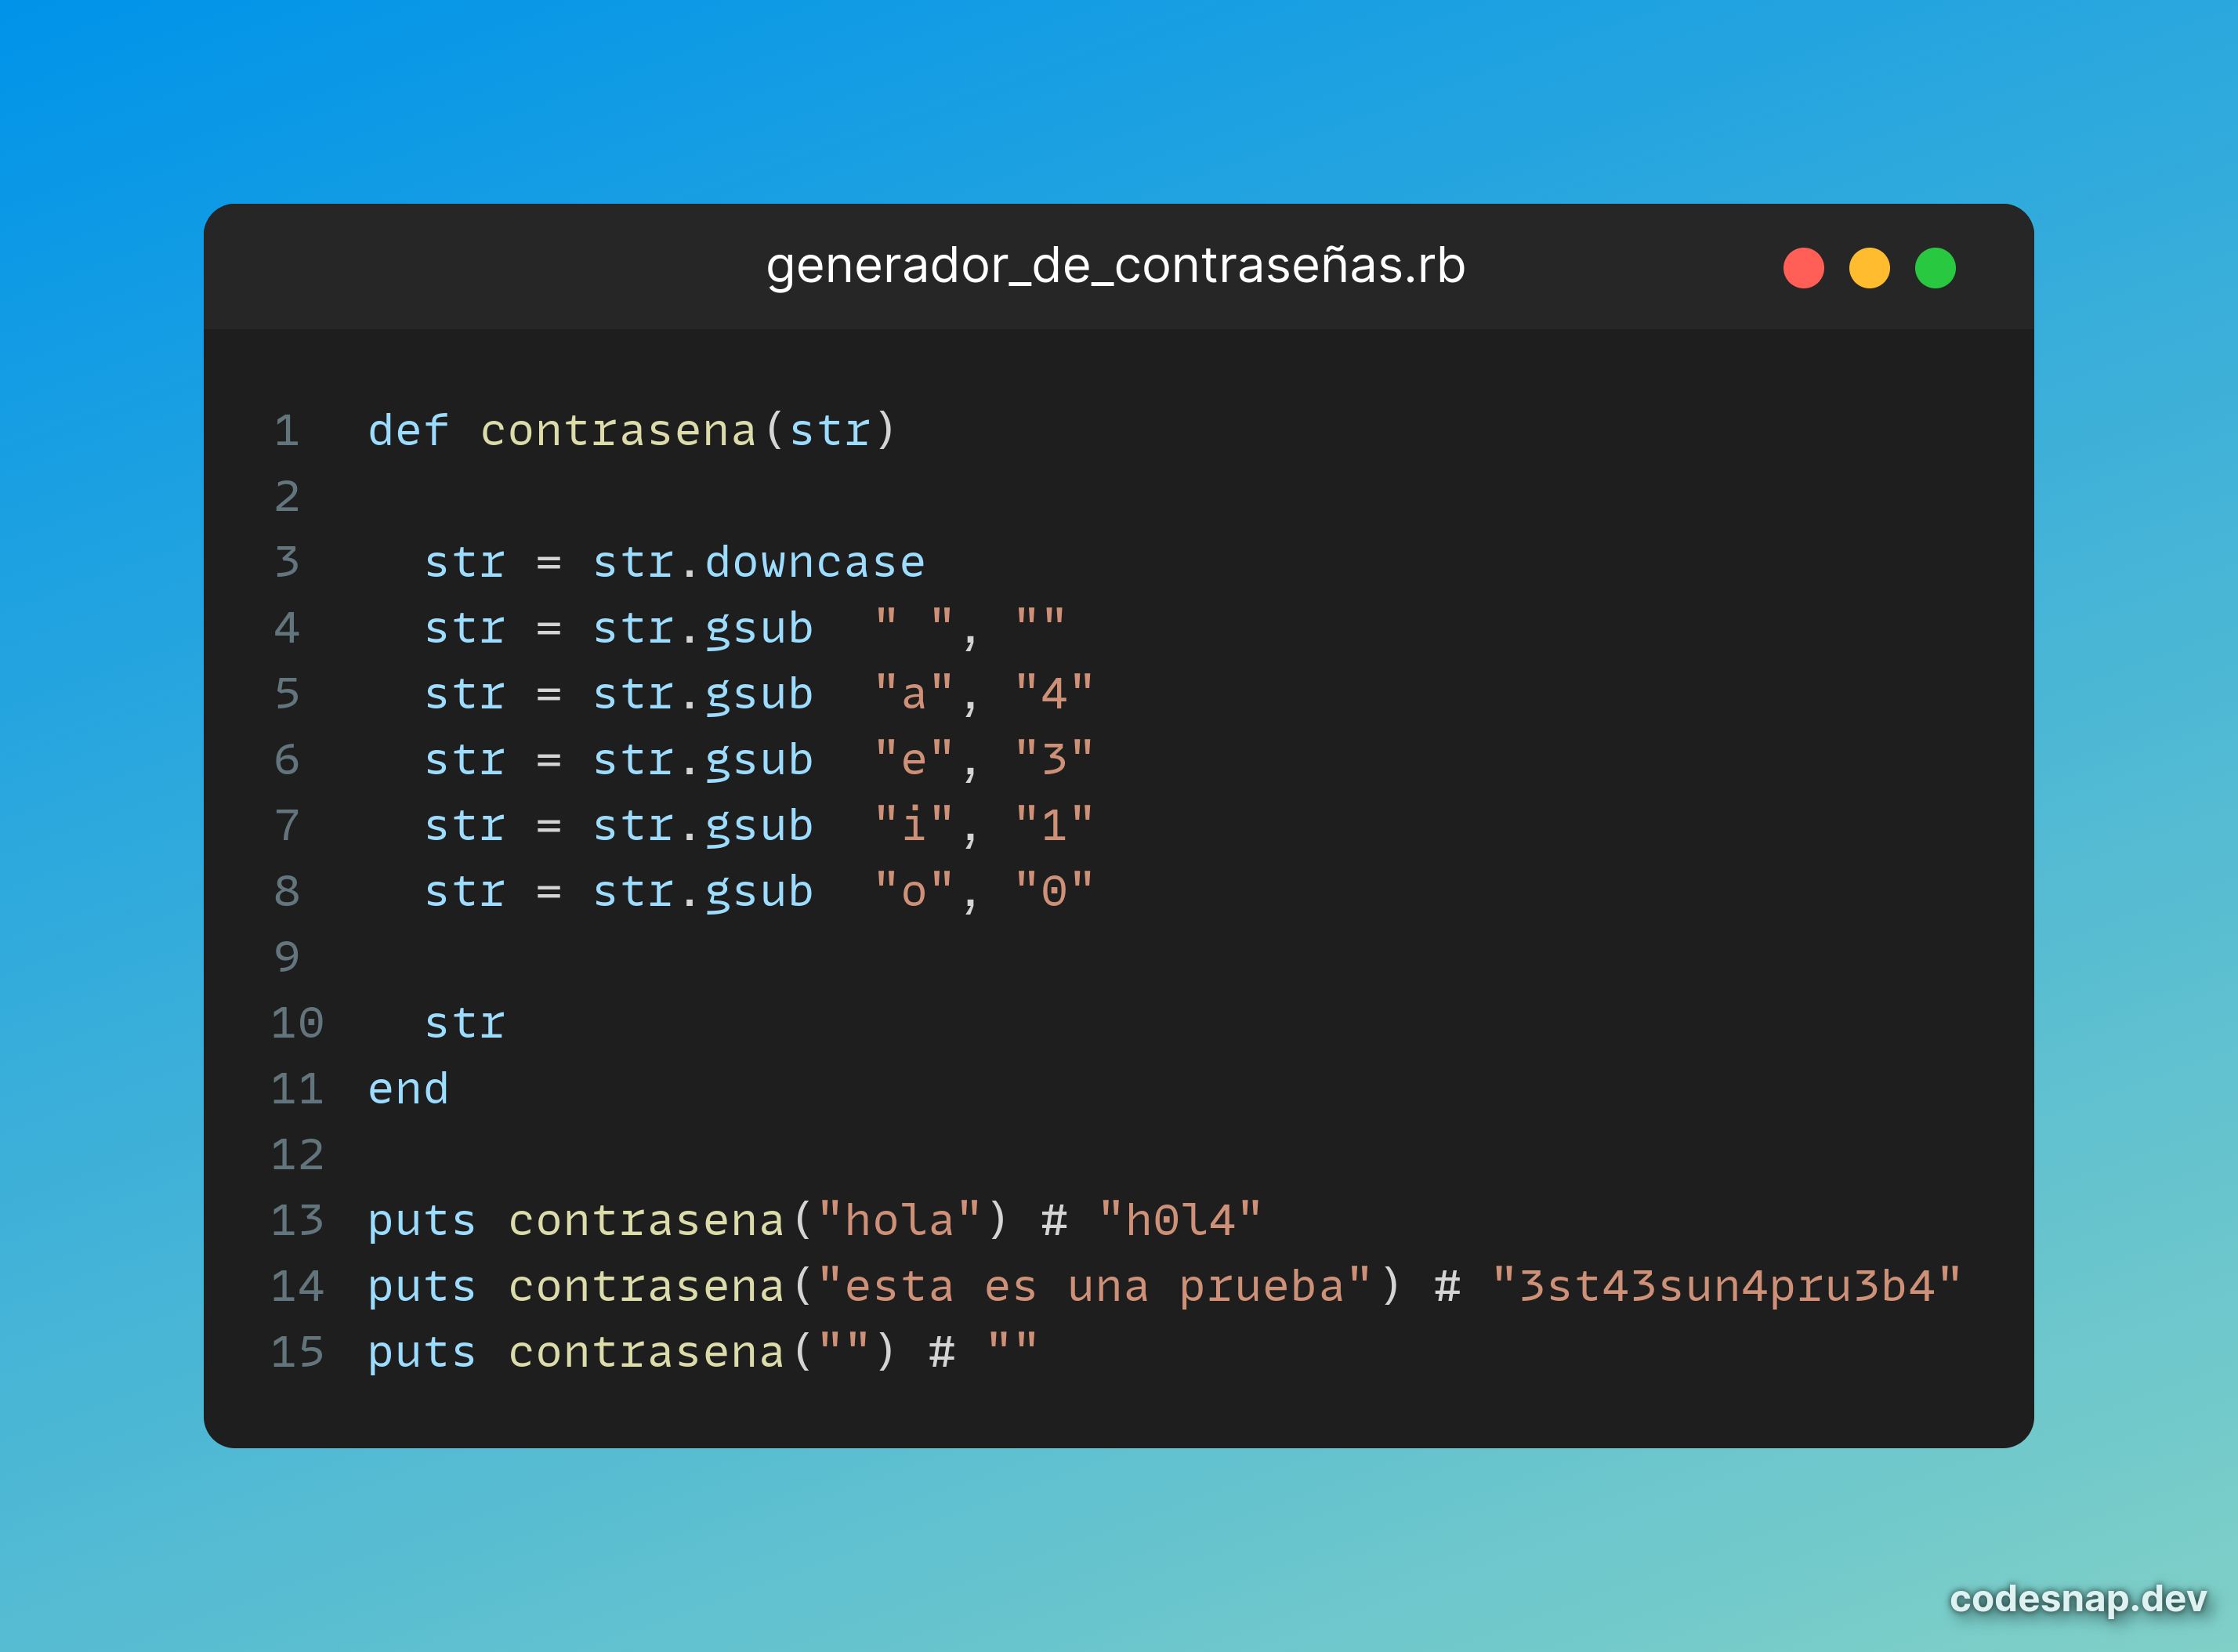 generador_de_contraseñas.rb
1 def contrasena(str)
2
3   str = str.downcase
4   str = str.gsub  " ", ""
5   str = str.gsub  "a", "4"
6   str = str.gsub  "e", "3"
7   str = str.gsub  "i", "1"
8   str = str.gsub  "o", "0"
9
10   str
11 end
12
13 puts contrasena("hola") # "h0l4"
14 puts contrasena("esta es una prueba") # "3st43sun4pru3b4"
15 puts contrasena("") # ""
codesnap.dev